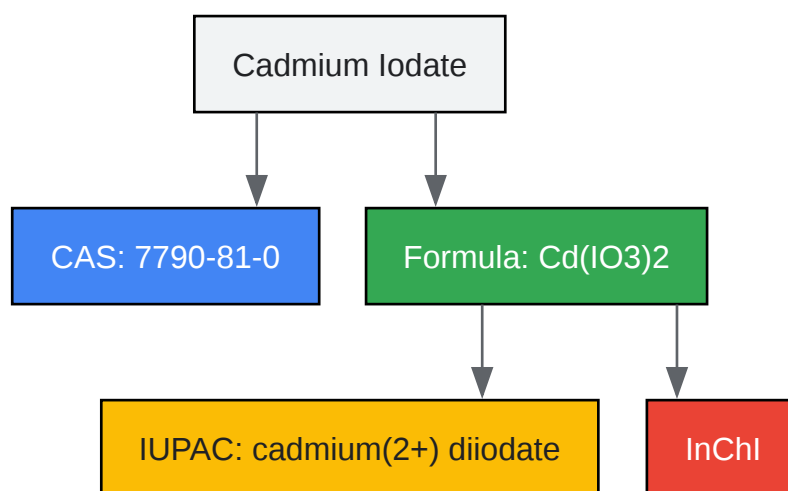 Cadmium Iodate
CAS: 7790-81-0
Formula: Cd(IO3)2
IUPAC: cadmium(2+) diiodate
InChI